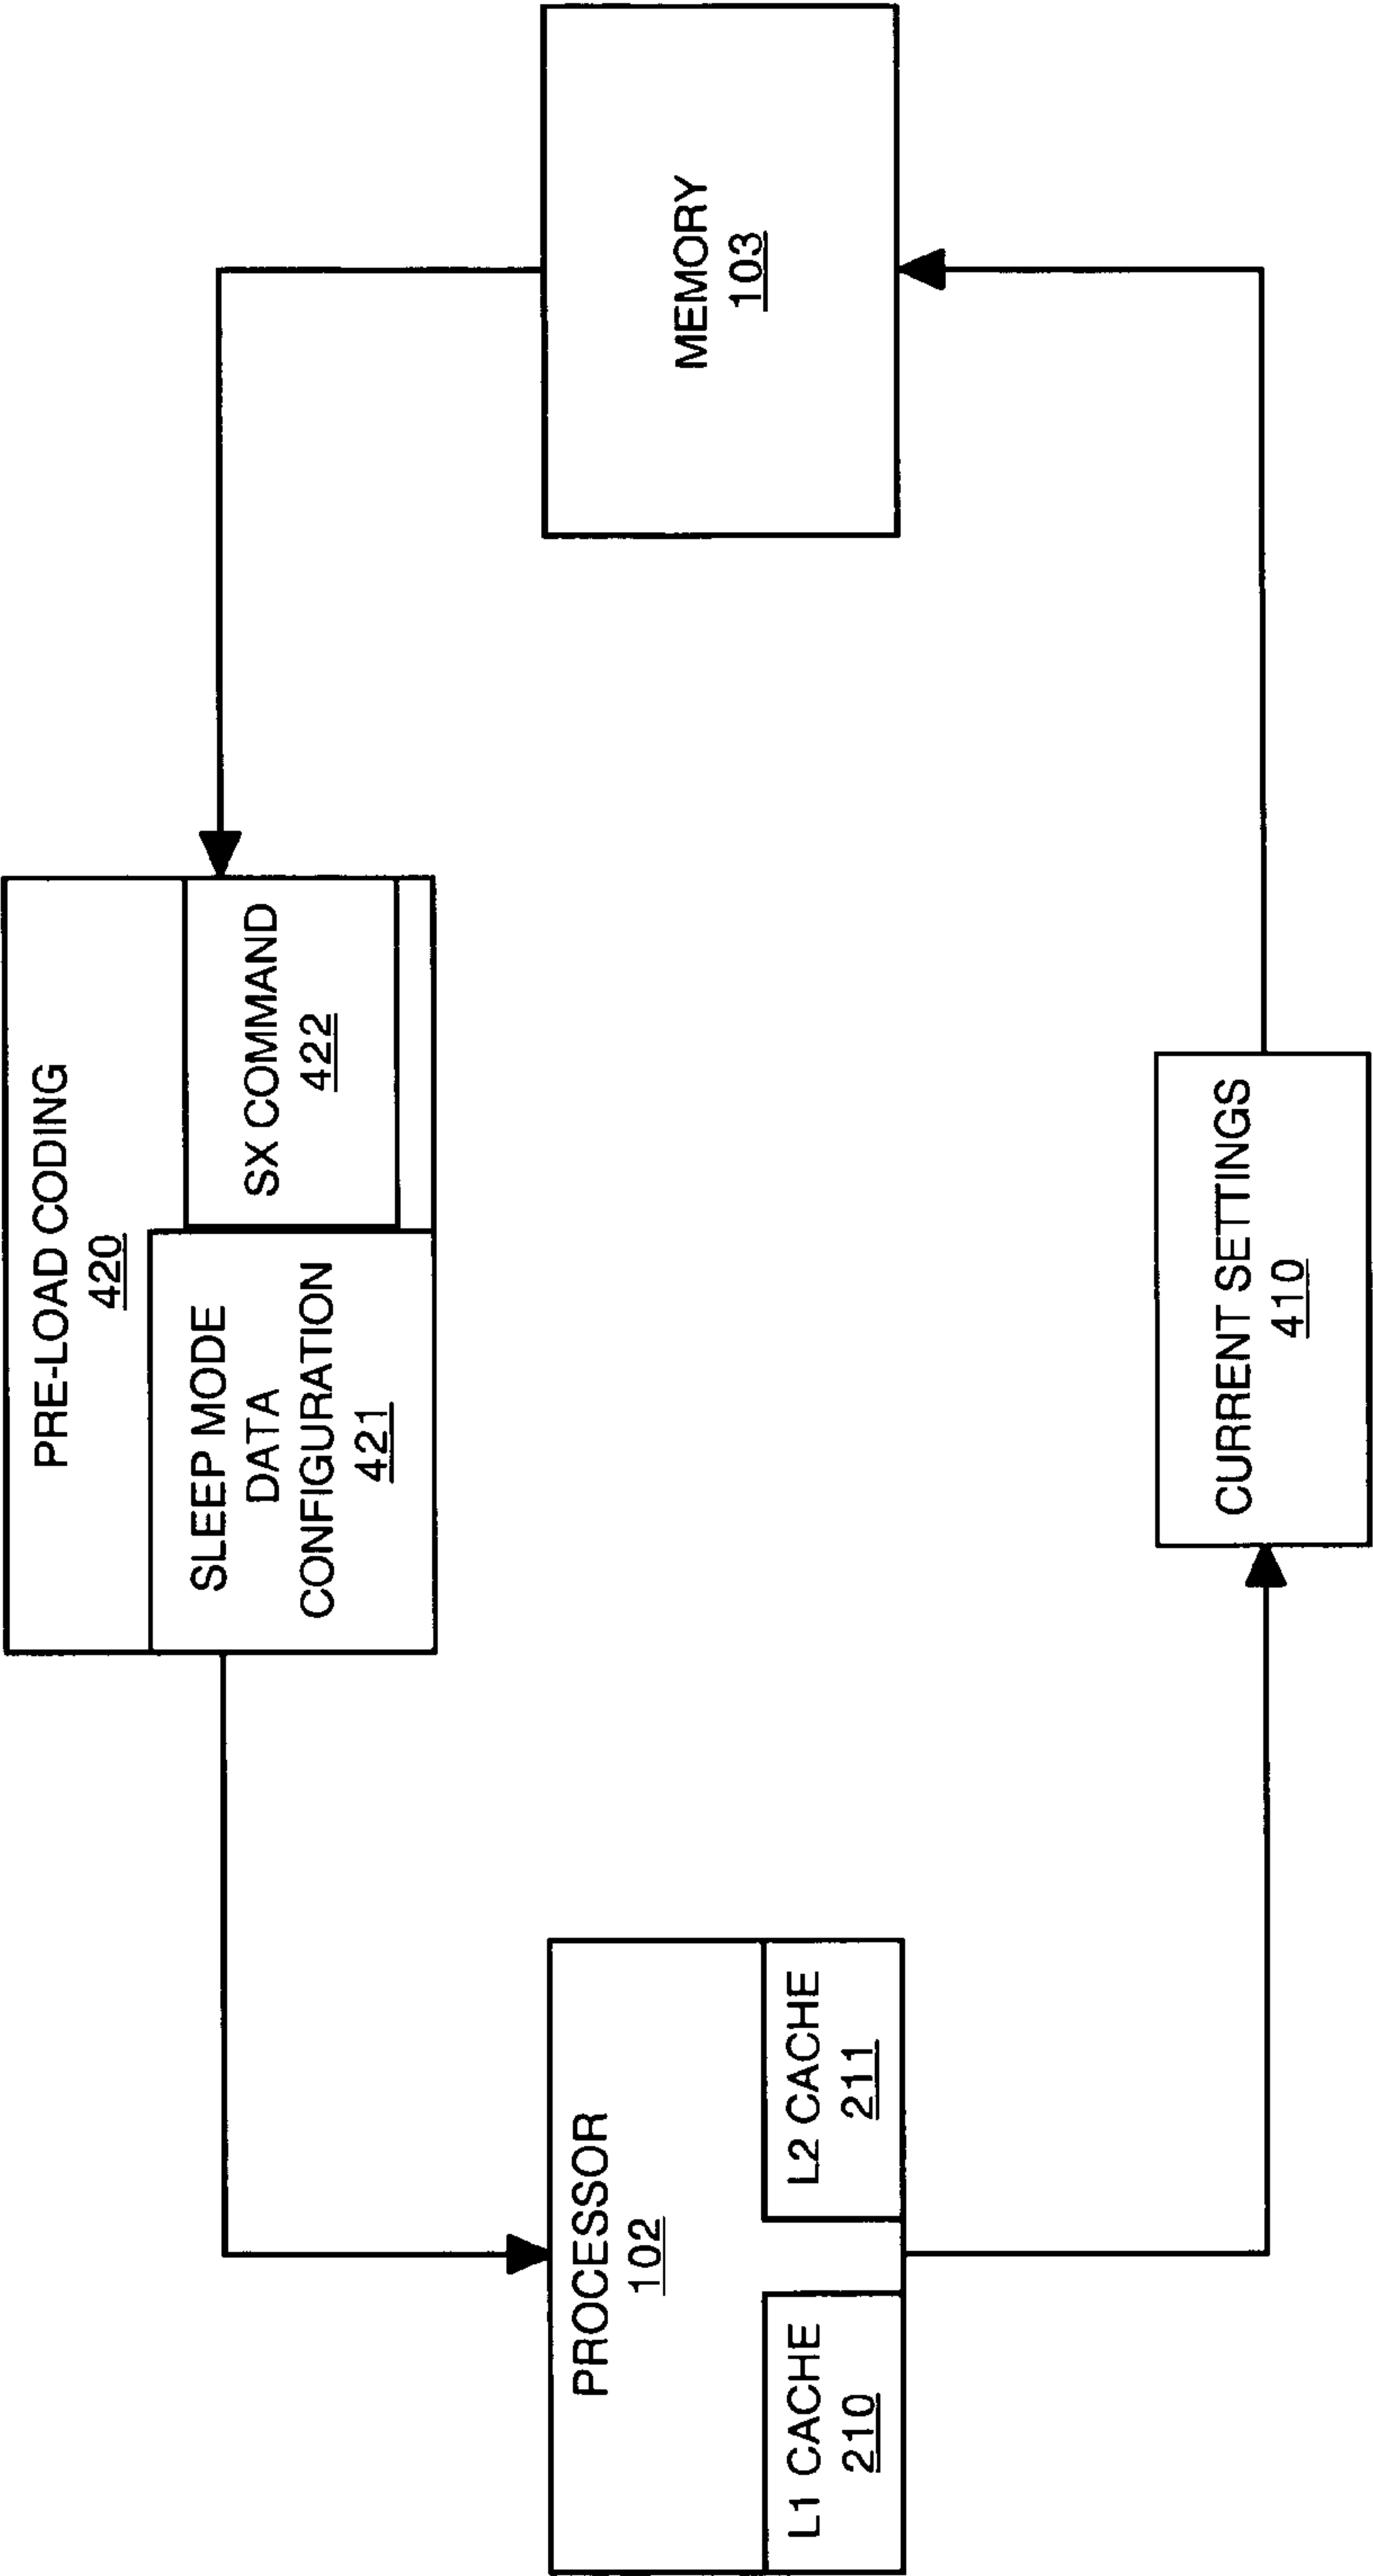 PRE-LOAD CODING
420
SLEEP MODE
DATA
CONFIGURATION
421
SX COMMAND
422
PROCESSOR
102
L1 CACHE
210
L2 CACHE
211
MEMORY
103
CURRENT SETTINGS
410